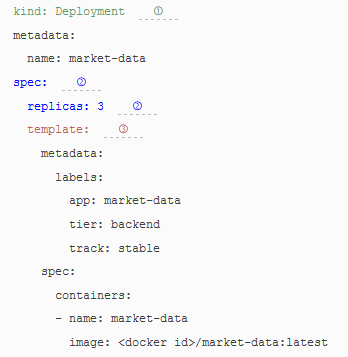 kind: Deployment ①
metadata:
  name: market-data
spec: ②
  replicas: 3 ②
  template: ③
    metadata:
      labels:
        app: market-data
        tier: backend
        track: stable
    spec:
      containers:
      - name: market-data
        image: <docker id>/market-data:latest